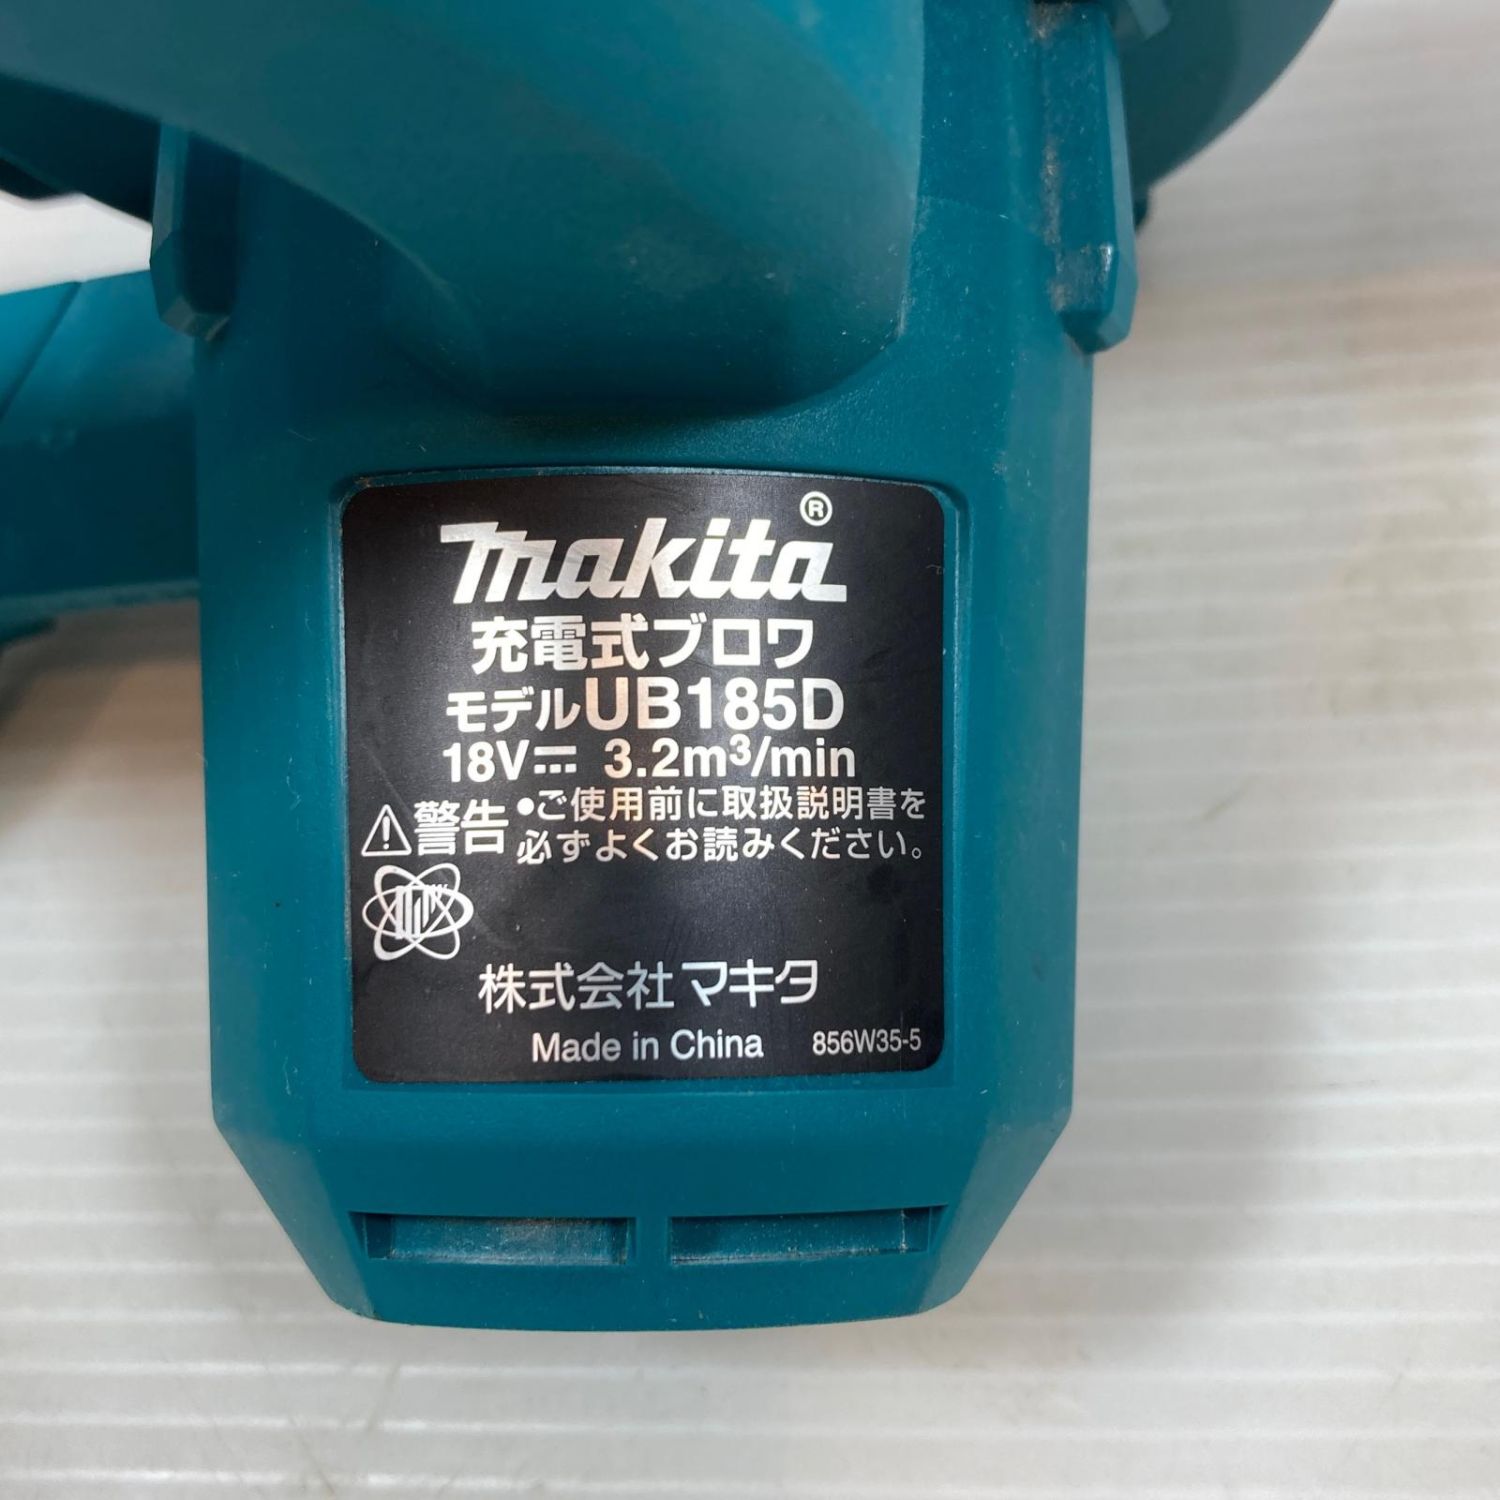 makita®
充電式ブロワ
モデルUB185D
18V⎓ 3.2m³/min
⚠警告 •ご使用前に取扱説明書を
必ずよくお読みください。
株式会社マキタ
Made in China 856W35-5